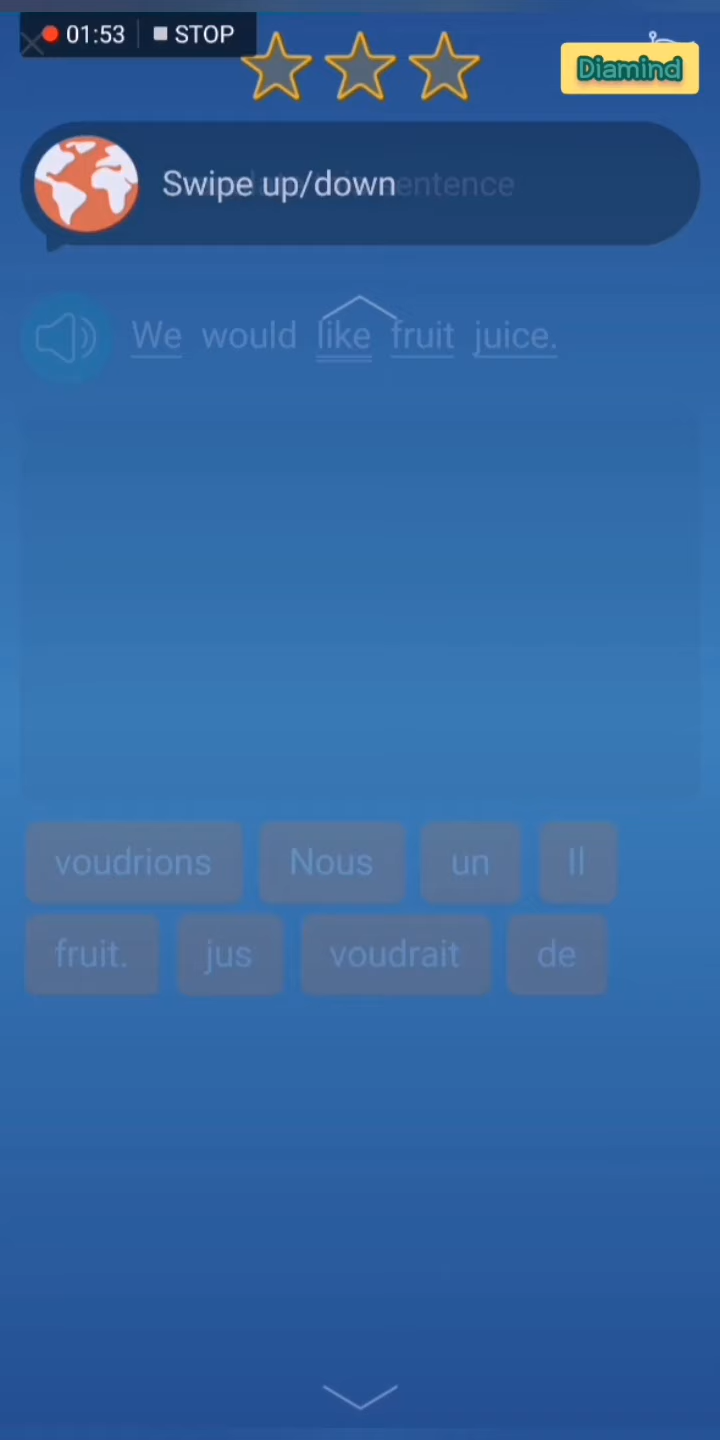 01:53 STOP
Diamind
Swipe up/down entence
We would like fruit juice.
voudrions Nous un Il
fruit. jus voudrait de